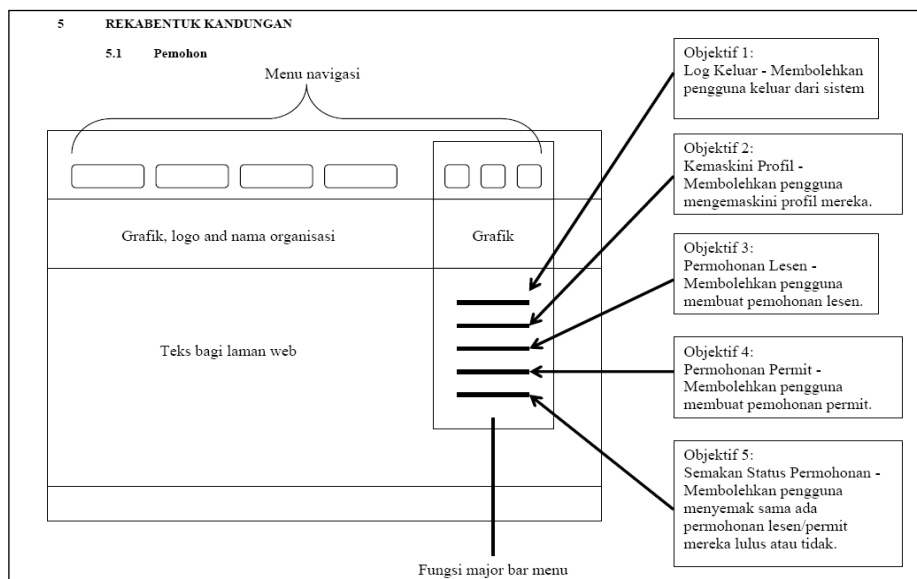 5 REKABENTUK KANDUNGAN
5.1 Pemohon
Menu navigasi
Grafik, logo and nama organisasi
Grafik
Teks bagi laman web
Fungsi major bar menu
Objektif 1:
Log Keluar - Membolehkan
pengguna keluar dari sistem
Objektif 2:
Kemaskini Profil -
Membolehkan pengguna
mengemaskini profil mereka.
Objektif 3:
Permohonan Lesen -
Membolehkan pengguna
membuat pemohonan lesen.
Objektif 4:
Permohonan Permit -
Membolehkan pengguna
membuat pemohonan permit.
Objektif 5:
Semakan Status Permohonan -
Membolehkan pengguna
menyemak sama ada
permohonan lesen/permit
mereka lulus atau tidak.